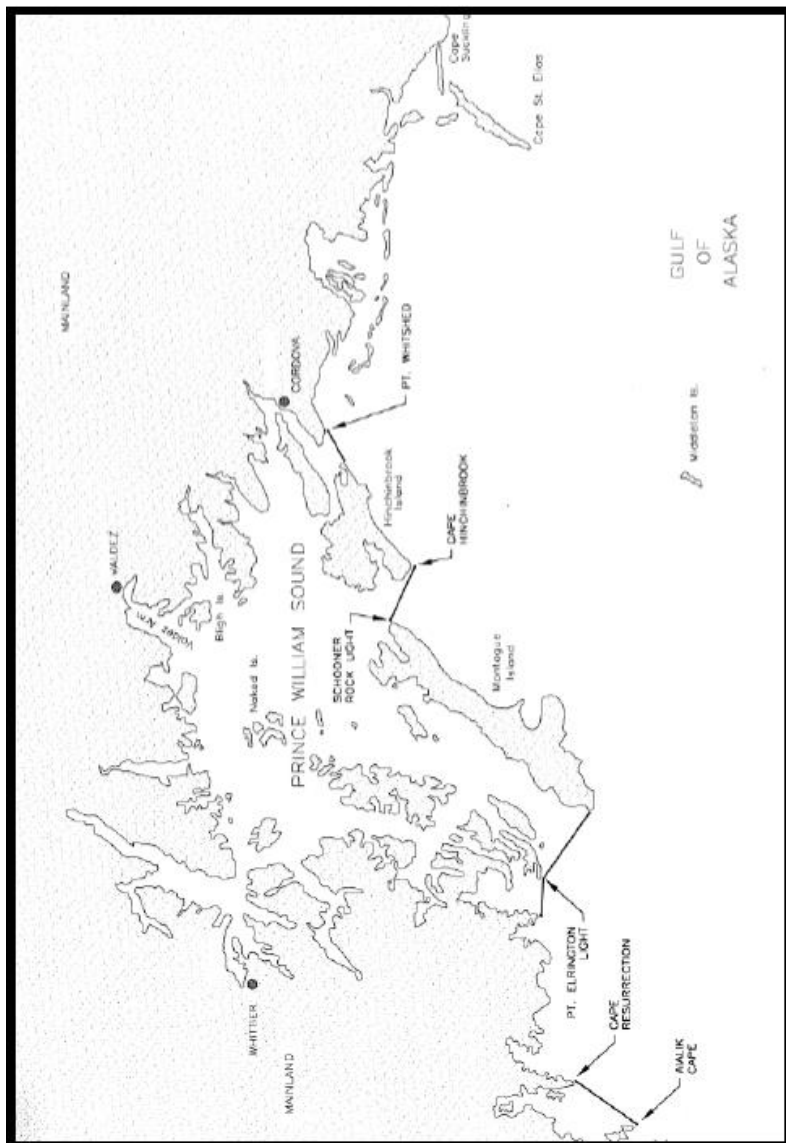 MAINLAND
VALDEZ
Valdez Arm
Bligh Is.
Naked Is.
PRINCE WILLIAM SOUND
CORDOVA
PT. WHITSHED
Hinchinbrook
Island
CAPE
HINCHINBROOK
SCHOONER
ROCK LIGHT
Montague
Island
Cape
Suckling
Cape St. Elias
GULF
OF
ALASKA
Middleton Is.
WHITTIER
MAINLAND
PT. ELRINGTON
LIGHT
CAPE
RESURRECTION
AIALIK
CAPE